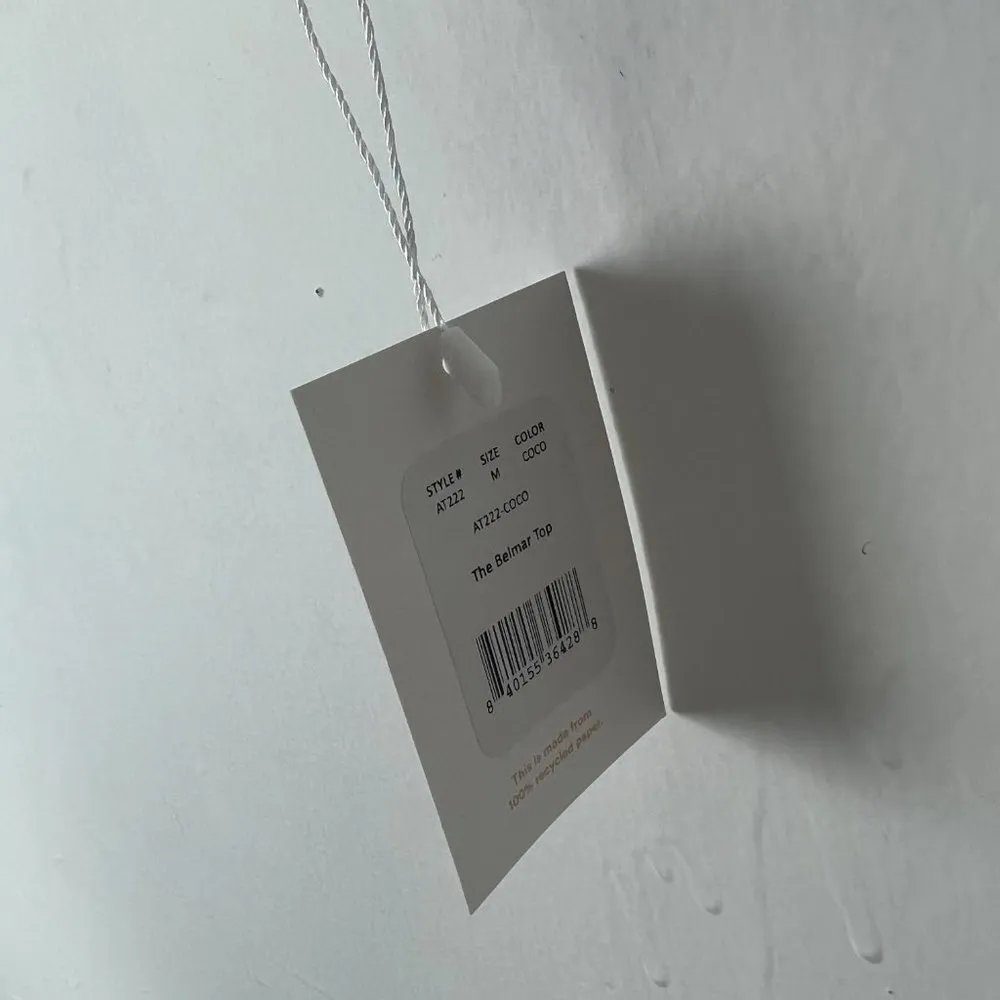 STYLE# SIZE COLOR
AT222 M COCO
AT222-COCO
The Belmar Top
8 40155 36428 8
This is made from
100% recycled paper.